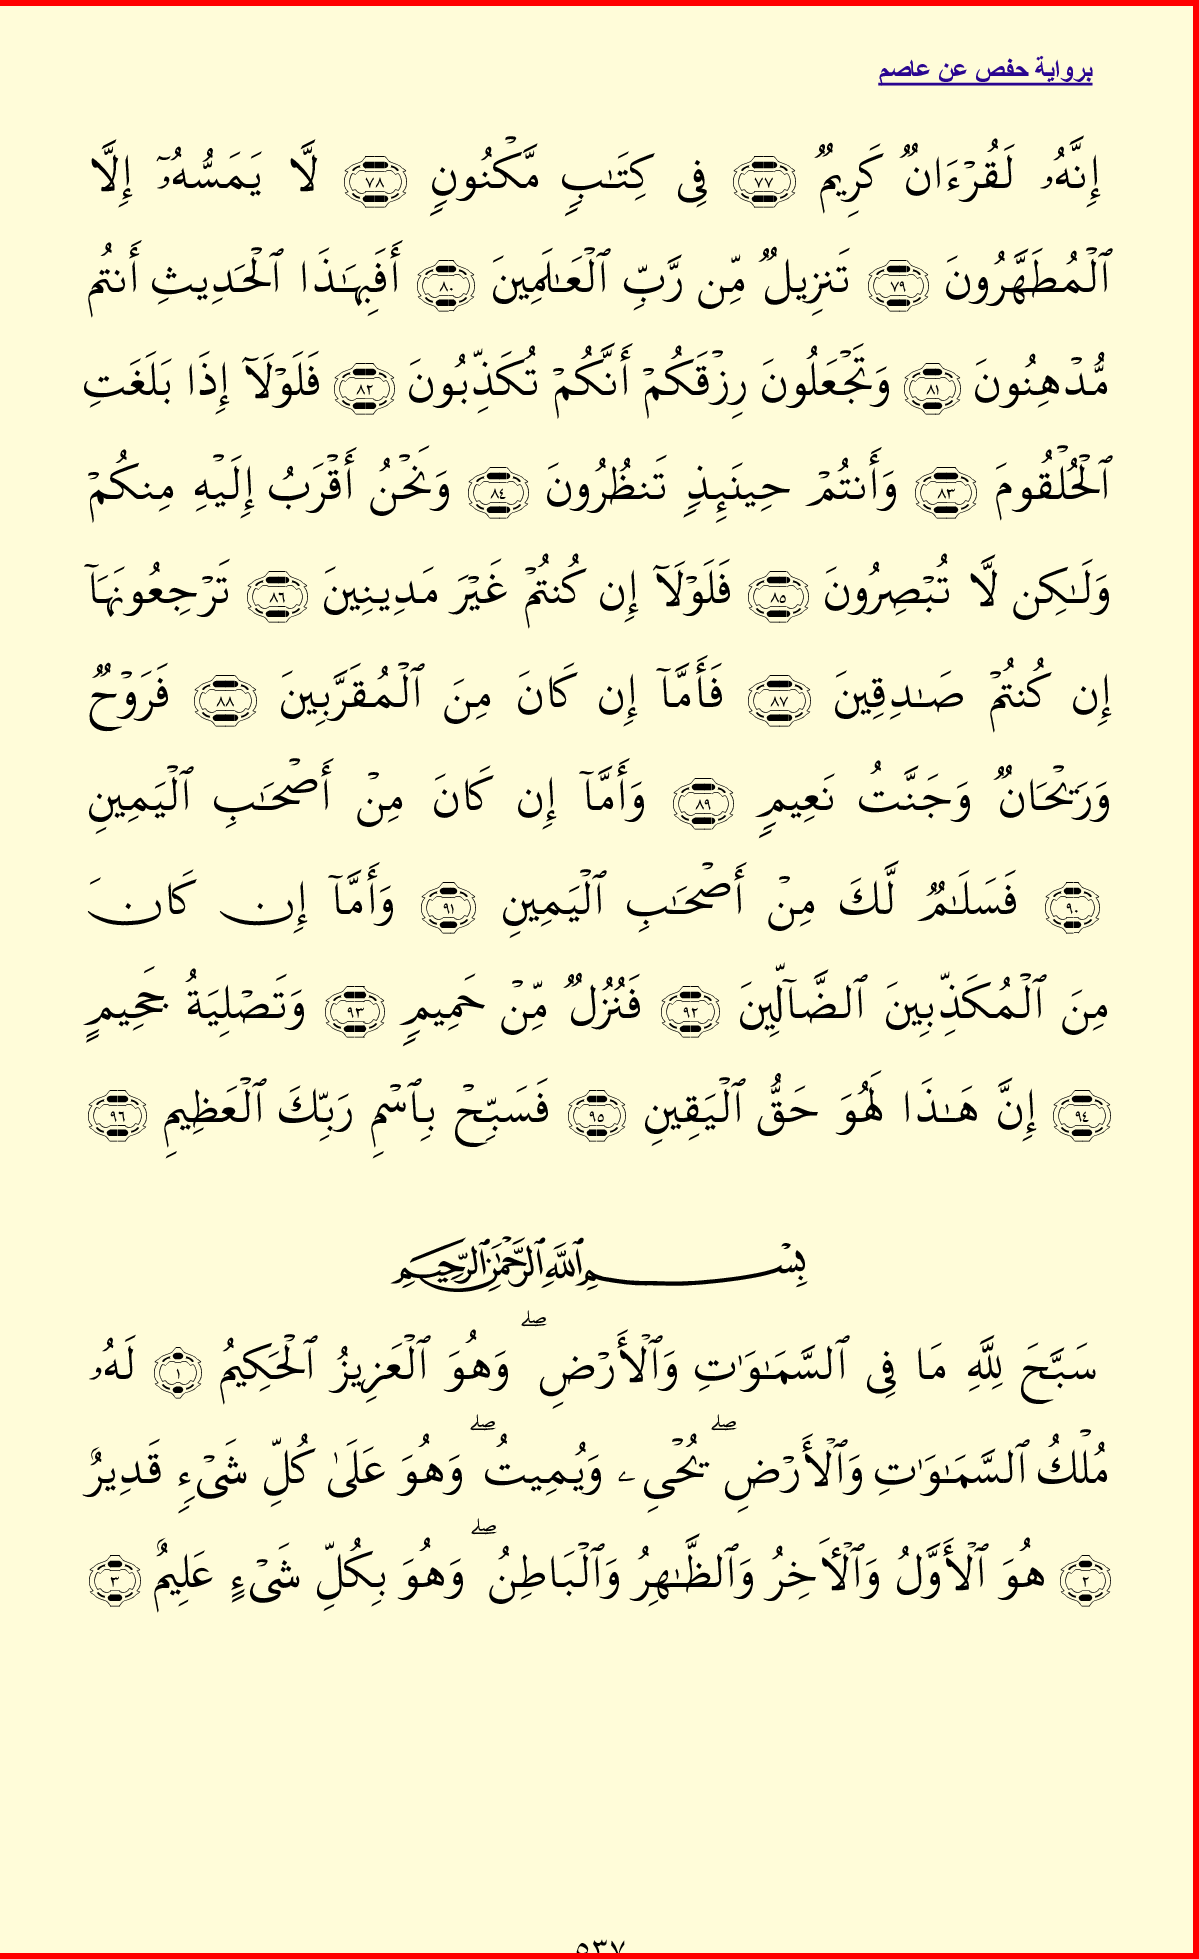 برواية حفص عن عاصم
إِنَّهُۥ لَقُرْءَانٌ كَرِيمٌ ٧٧ فِى كِتَـٰبٍ مَّكْنُونٍ ٧٨ لَّا يَمَسُّهُۥٓ إِلَّا
ٱلْمُطَهَّرُونَ ٧٩ تَنزِيلٌ مِّن رَّبِّ ٱلْعَـٰلَمِينَ ٨٠ أَفَبِهَـٰذَا ٱلْحَدِيثِ أَنتُم
مُّدْهِنُونَ ٨١ وَتَجْعَلُونَ رِزْقَكُمْ أَنَّكُمْ تُكَذِّبُونَ ٨٢ فَلَوْلَآ إِذَا بَلَغَتِ
ٱلْحُلْقُومَ ٨٣ وَأَنتُمْ حِينَئِذٍ تَنظُرُونَ ٨٤ وَنَحْنُ أَقْرَبُ إِلَيْهِ مِنكُمْ
وَلَـٰكِن لَّا تُبْصِرُونَ ٨٥ فَلَوْلَآ إِن كُنتُمْ غَيْرَ مَدِينِينَ ٨٦ تَرْجِعُونَهَآ
إِن كُنتُمْ صَـٰدِقِينَ ٨٧ فَأَمَّآ إِن كَانَ مِنَ ٱلْمُقَرَّبِينَ ٨٨ فَرَوْحٌ
وَرَيْحَانٌ وَجَنَّتُ نَعِيمٍ ٨٩ وَأَمَّآ إِن كَانَ مِنْ أَصْحَـٰبِ ٱلْيَمِينِ
٩٠ فَسَلَـٰمٌ لَّكَ مِنْ أَصْحَـٰبِ ٱلْيَمِينِ ٩١ وَأَمَّآ إِن كَانَ
مِنَ ٱلْمُكَذِّبِينَ ٱلضَّآلِّينَ ٩٢ فَنُزُلٌ مِّنْ حَمِيمٍ ٩٣ وَتَصْلِيَةُ جَحِيمٍ
٩٤ إِنَّ هَـٰذَا لَهُوَ حَقُّ ٱلْيَقِينِ ٩٥ فَسَبِّحْ بِٱسْمِ رَبِّكَ ٱلْعَظِيمِ ٩٦
بِسْمِ ٱللَّهِ ٱلرَّحْمَـٰنِ ٱلرَّحِيمِ
سَبَّحَ لِلَّهِ مَا فِى ٱلسَّمَـٰوَٰتِ وَٱلْأَرْضِ ۖ وَهُوَ ٱلْعَزِيزُ ٱلْحَكِيمُ ١ لَهُۥ
مُلْكُ ٱلسَّمَـٰوَٰتِ وَٱلْأَرْضِ ۖ يُحْىِۦ وَيُمِيتُ ۖ وَهُوَ عَلَىٰ كُلِّ شَىْءٍ قَدِيرٌ
٢ هُوَ ٱلْأَوَّلُ وَٱلْـَٔاخِرُ وَٱلظَّـٰهِرُ وَٱلْبَاطِنُ ۖ وَهُوَ بِكُلِّ شَىْءٍ عَلِيمٌ ٣
٥٣٧